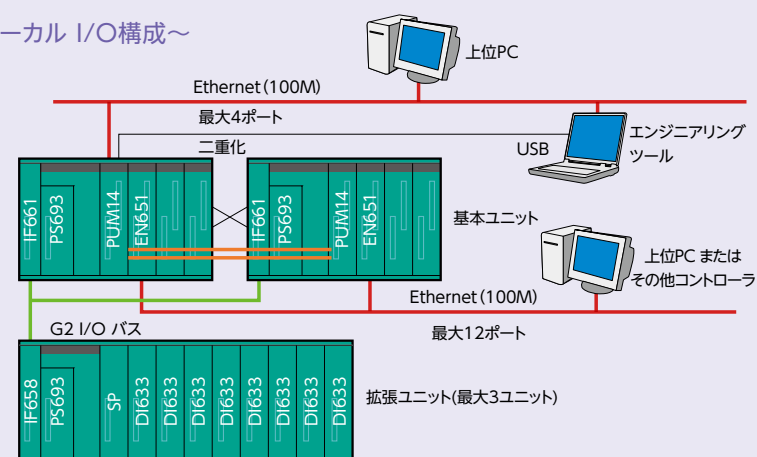 ーカル I/O構成～
上位PC
Ethernet(100M)
最大4ポート
二重化
USB
エンジニアリング
ツール
IF661
PS693
PUM14
EN651
IF661
PS693
PUM14
EN651
基本ユニット
上位PC または
その他コントローラ
Ethernet(100M)
最大12ポート
G2 I/O バス
IF658
PS693
SP
DI633
DI633
DI633
DI633
DI633
DI633
DI633
DI633
拡張ユニット(最大3ユニット)